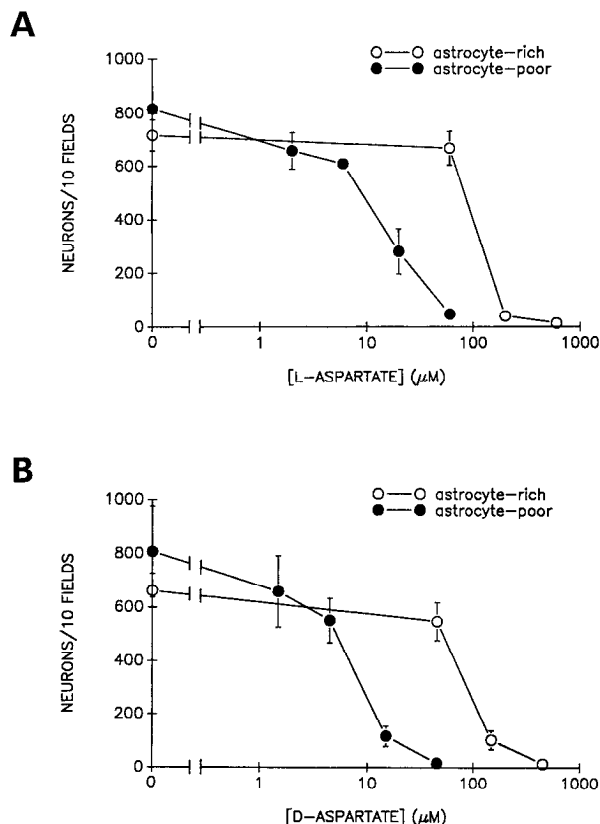 A
astrocyte-rich
astrocyte-poor
1000
800
600
400
200
0
NEURONS/10 FIELDS
0 1 10 100 1000
[L-ASPARTATE] (μM)
B
astrocyte-rich
astrocyte-poor
1000
800
600
400
200
0
NEURONS/10 FIELDS
0 1 10 100 1000
[D-ASPARTATE] (μM)